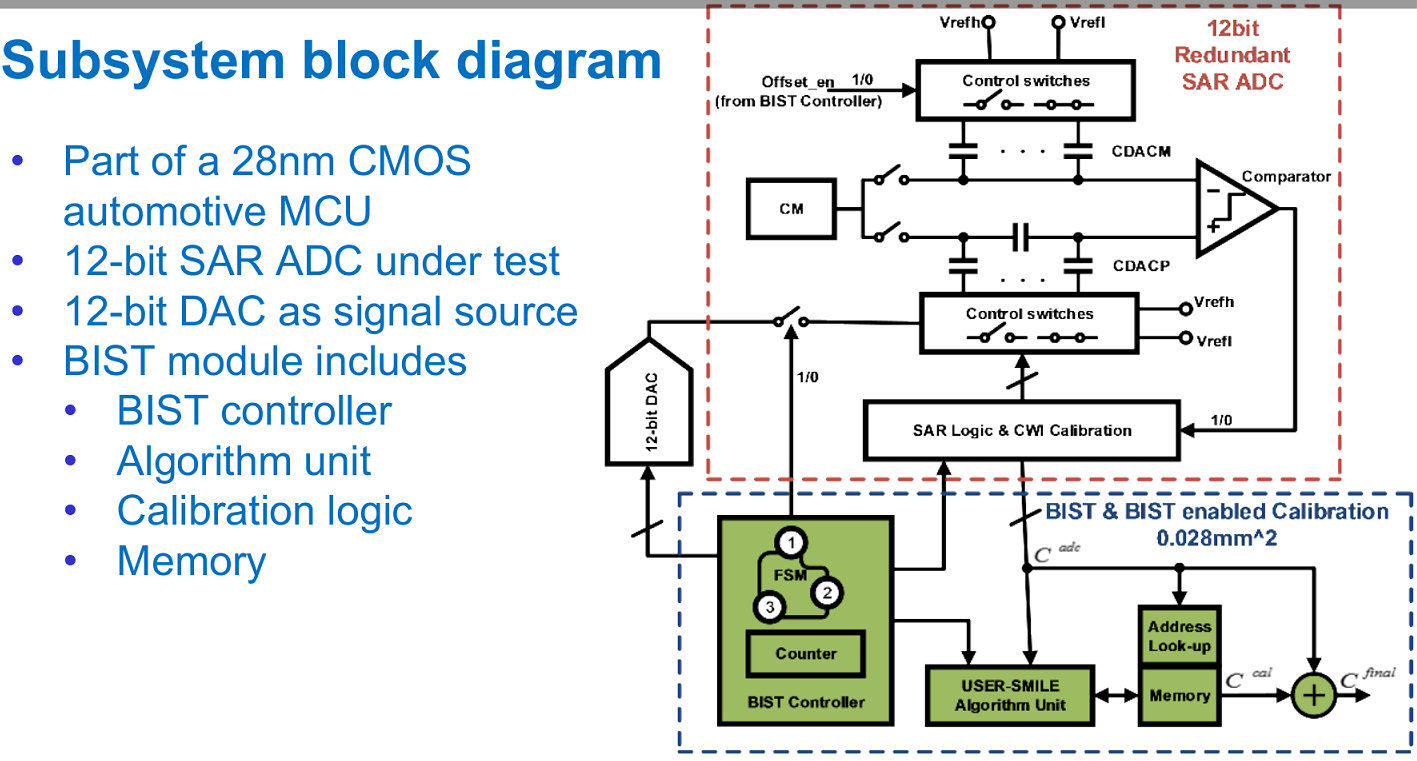 Subsystem block diagram
• Part of a 28nm CMOS
automotive MCU
• 12-bit SAR ADC under test
• 12-bit DAC as signal source
• BIST module includes
• BIST controller
• Algorithm unit
• Calibration logic
• Memory
12bit
Redundant
SAR ADC
Vrefh
Vrefl
Offset_en 1/0
(from BIST Controller)
Control switches
CDACM
CM
Comparator
CDACP
Control switches
Vrefh
Vrefl
12-bit DAC
1/0
SAR Logic & CWI Calibration
1/0
BIST & BIST enabled Calibration
0.028mm^2
1
FSM
2
3
Counter
BIST Controller
C adc
USER-SMILE
Algorithm Unit
Address
Look-up
Memory
C cal
+
C final